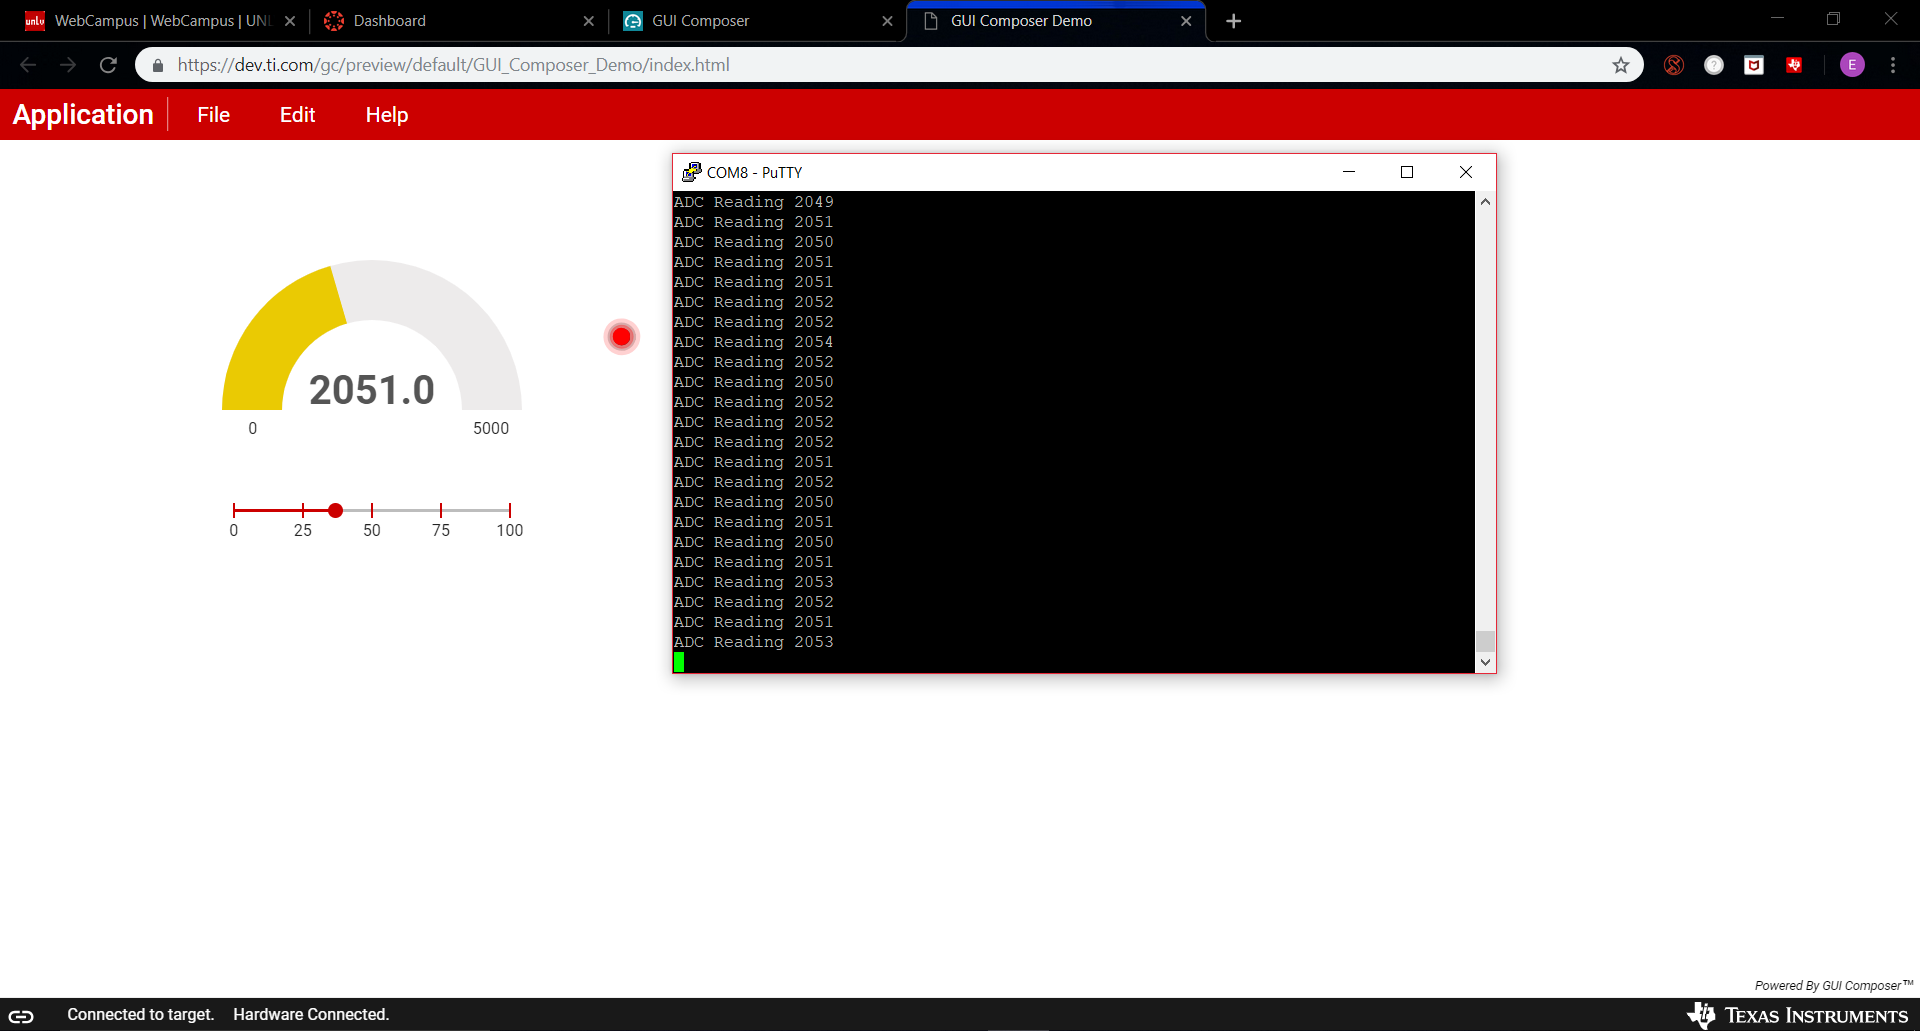 unlv WebCampus | WebCampus | UN
Dashboard
GUI Composer
GUI Composer Demo
https://dev.ti.com/gc/preview/default/GUI_Composer_Demo/index.html
E
Application
File
Edit
Help
COM8 - PuTTY
ADC Reading 2049
ADC Reading 2051
ADC Reading 2050
ADC Reading 2051
ADC Reading 2051
ADC Reading 2052
ADC Reading 2052
ADC Reading 2054
ADC Reading 2052
ADC Reading 2050
ADC Reading 2052
ADC Reading 2052
ADC Reading 2052
ADC Reading 2051
ADC Reading 2052
ADC Reading 2050
ADC Reading 2051
ADC Reading 2050
ADC Reading 2051
ADC Reading 2053
ADC Reading 2052
ADC Reading 2051
ADC Reading 2053
2051.0
0 5000
0 25 50 75 100
Powered By GUI Composer™
Connected to target. Hardware Connected.
TEXAS INSTRUMENTS